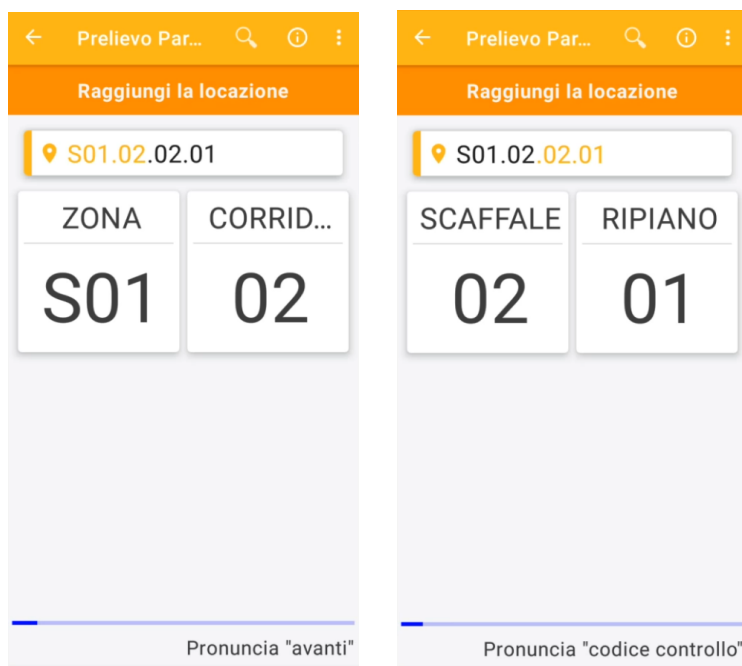 Prelievo Par...
Raggiungi la locazione
S01.02.02.01
ZONA
CORRID...
S01
02
Pronuncia "avanti"
Prelievo Par...
Raggiungi la locazione
S01.02.02.01
SCAFFALE
RIPIANO
02
01
Pronuncia "codice controllo"